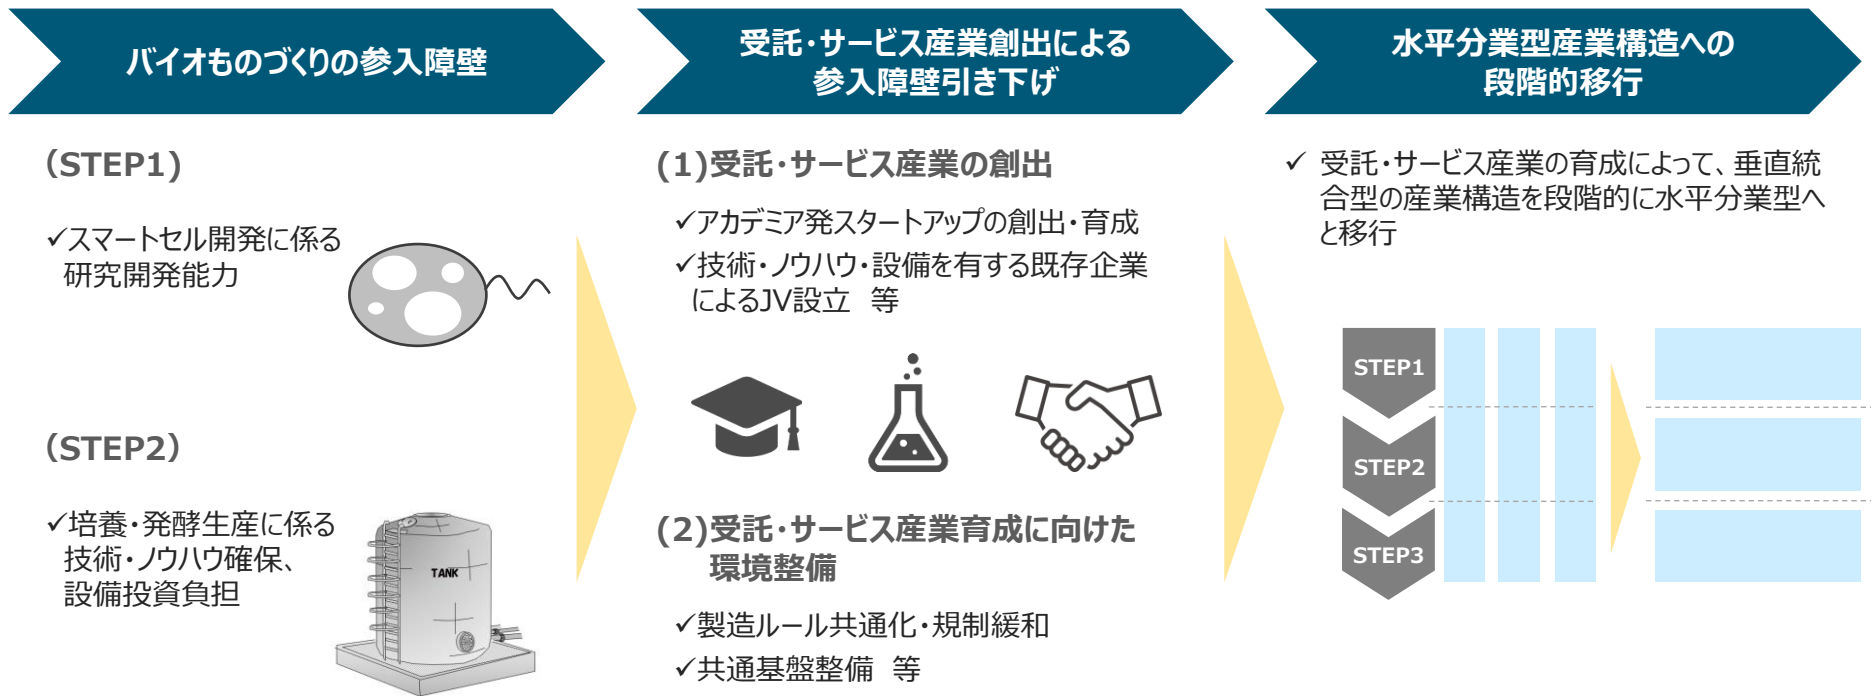 バイオものづくりの参入障壁
(STEP1)
✓スマートセル開発に係る
研究開発能力
(STEP2)
✓培養・発酵生産に係る
技術・ノウハウ確保、
設備投資負担
TANK
受託・サービス産業創出による
参入障壁引き下げ
(1)受託・サービス産業の創出
✓アカデミア発スタートアップの創出・育成
✓技術・ノウハウ・設備を有する既存企業
によるJV設立　等
(2)受託・サービス産業育成に向けた
環境整備
✓製造ルール共通化・規制緩和
✓共通基盤整備　等
水平分業型産業構造への
段階的移行
✓ 受託・サービス産業の育成によって、垂直統
合型の産業構造を段階的に水平分業型へ
と移行
STEP1
STEP2
STEP3